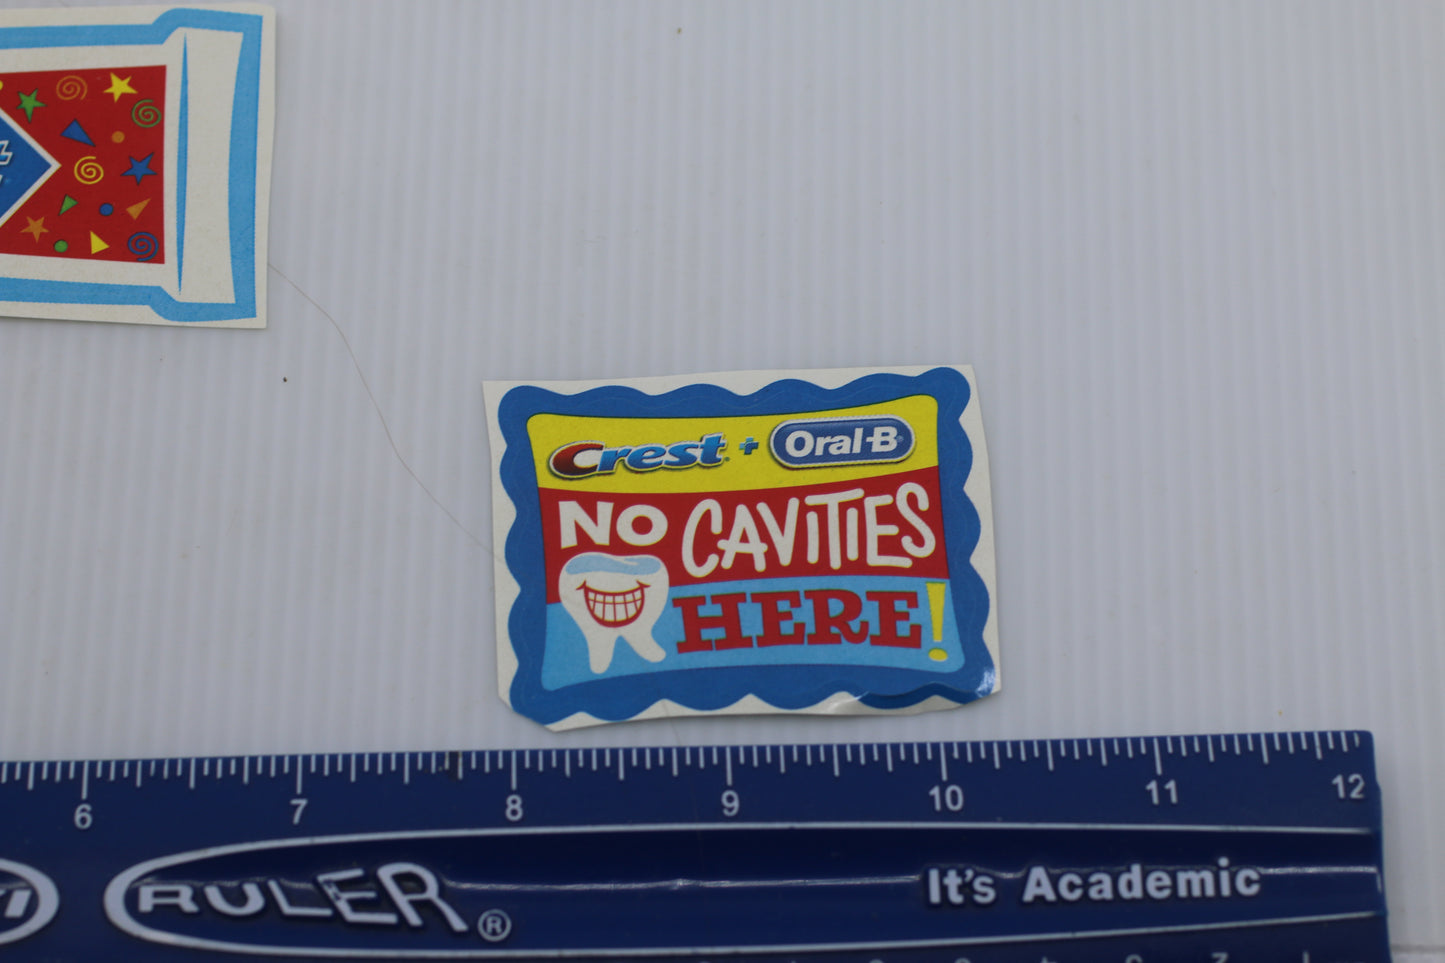 Crest + Oral-B
NO CAVITIES
HERE!
6 7 8 9 10 11 12
RULER®
It's Academic